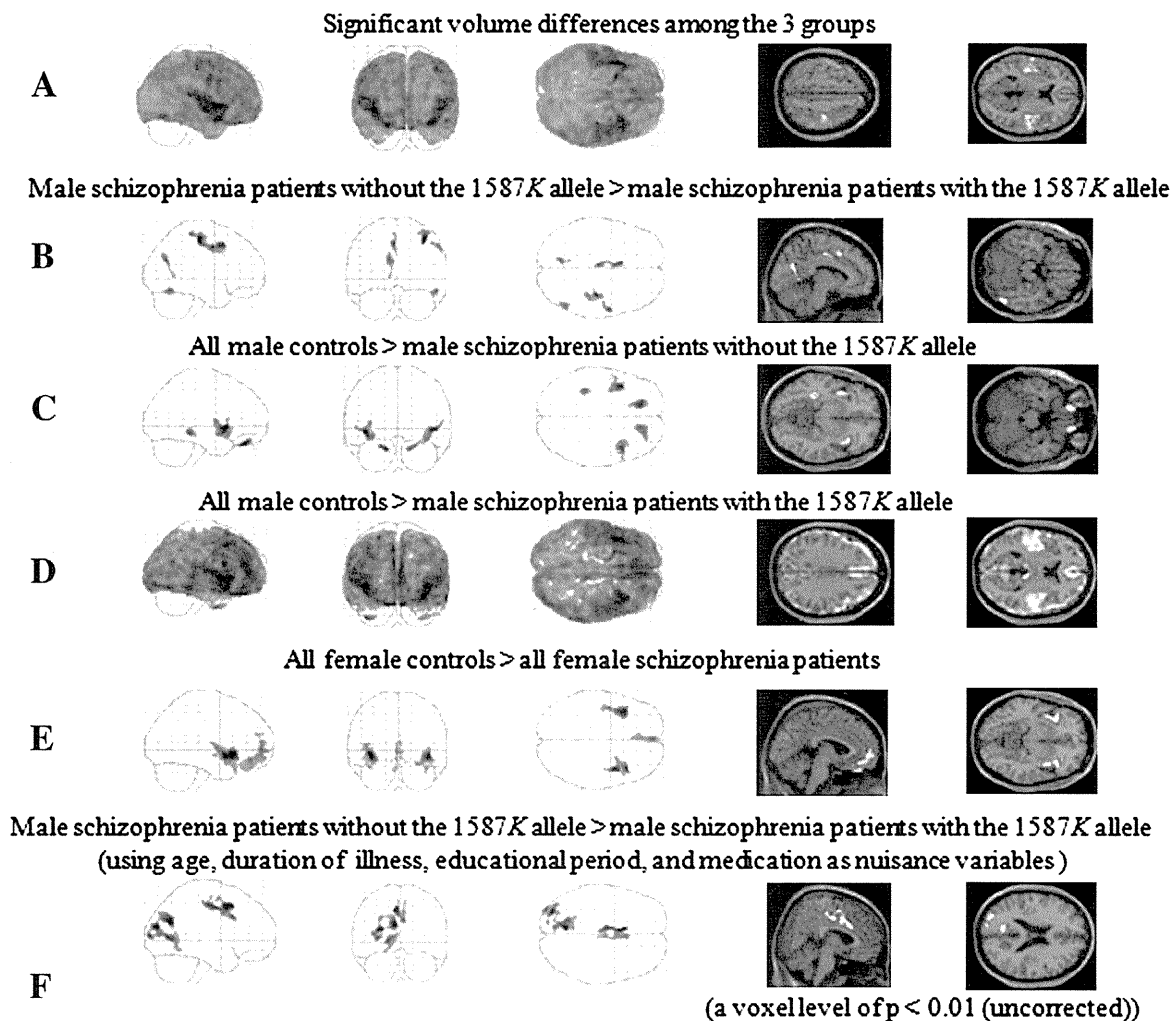 Significant volume differences among the 3 groups
A
Male schizophrenia patients without the 1587K allele > male schizophrenia patients with the 1587K allele
B
All male controls > male schizophrenia patients without the 1587K allele
C
All male controls > male schizophrenia patients with the 1587K allele
D
All female controls > all female schizophrenia patients
E
Male schizophrenia patients without the 1587K allele > male schizophrenia patients with the 1587K allele
(using age, duration of illness, educational period, and medication as nuisance variables)
F
(a voxel level of p < 0.01 (uncorrected))